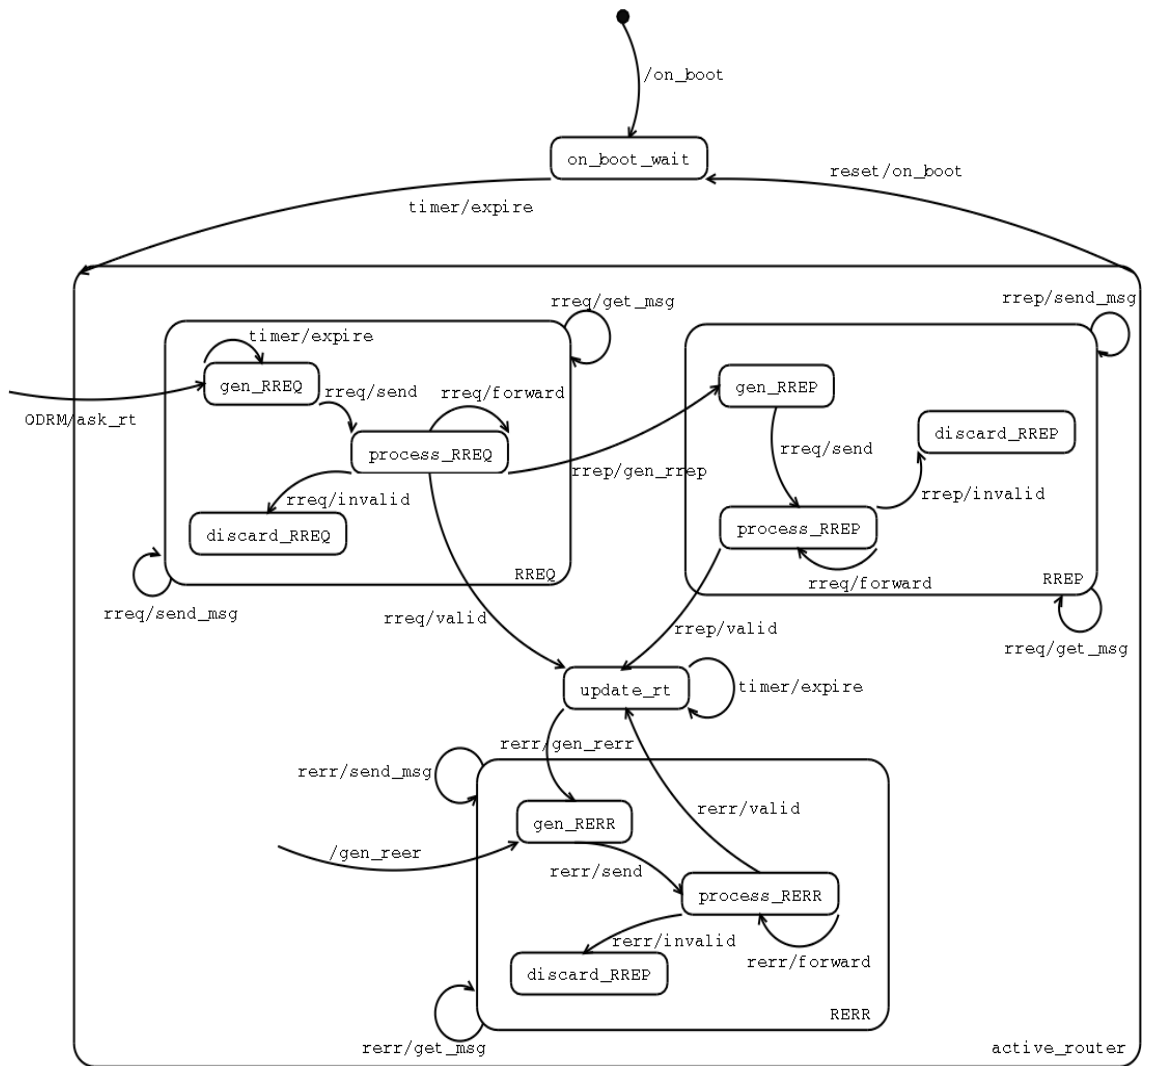 /on_boot
on_boot_wait
reset/on_boot
timer/expire
rreq/get_msg
rrep/send_msg
timer/expire
gen_RREQ
rreq/send
rreq/forward
gen_RREP
ODRM/ask_rt
process_RREQ
rrep/gen_rrep
rreq/send
discard_RREP
rreq/invalid
rrep/invalid
discard_RREQ
process_RREP
RREQ
rreq/forward
RREP
rreq/send_msg
rreq/valid
rrep/valid
rreq/get_msg
update_rt
timer/expire
rerr/gen_rerr
rerr/send_msg
rerr/valid
gen_RERR
/gen_reer
rerr/send
process_RERR
rerr/invalid
rerr/forward
discard_RREP
RERR
rerr/get_msg
active_router